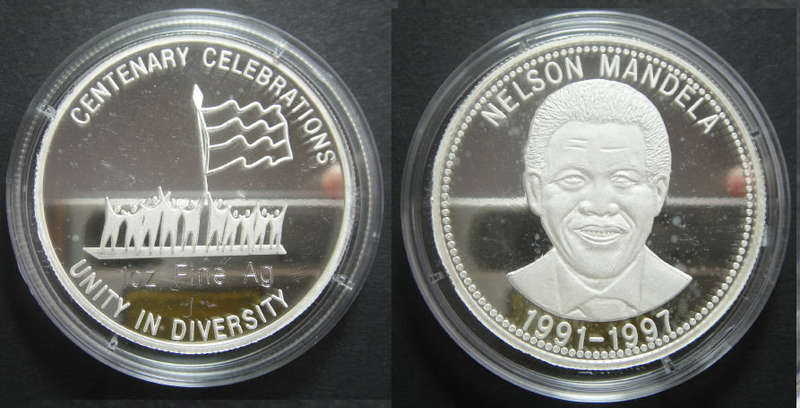 CENTENARY CELEBRATIONS
1oz Fine Ag
UNITY IN DIVERSITY
NELSON MANDELA
1991-1997